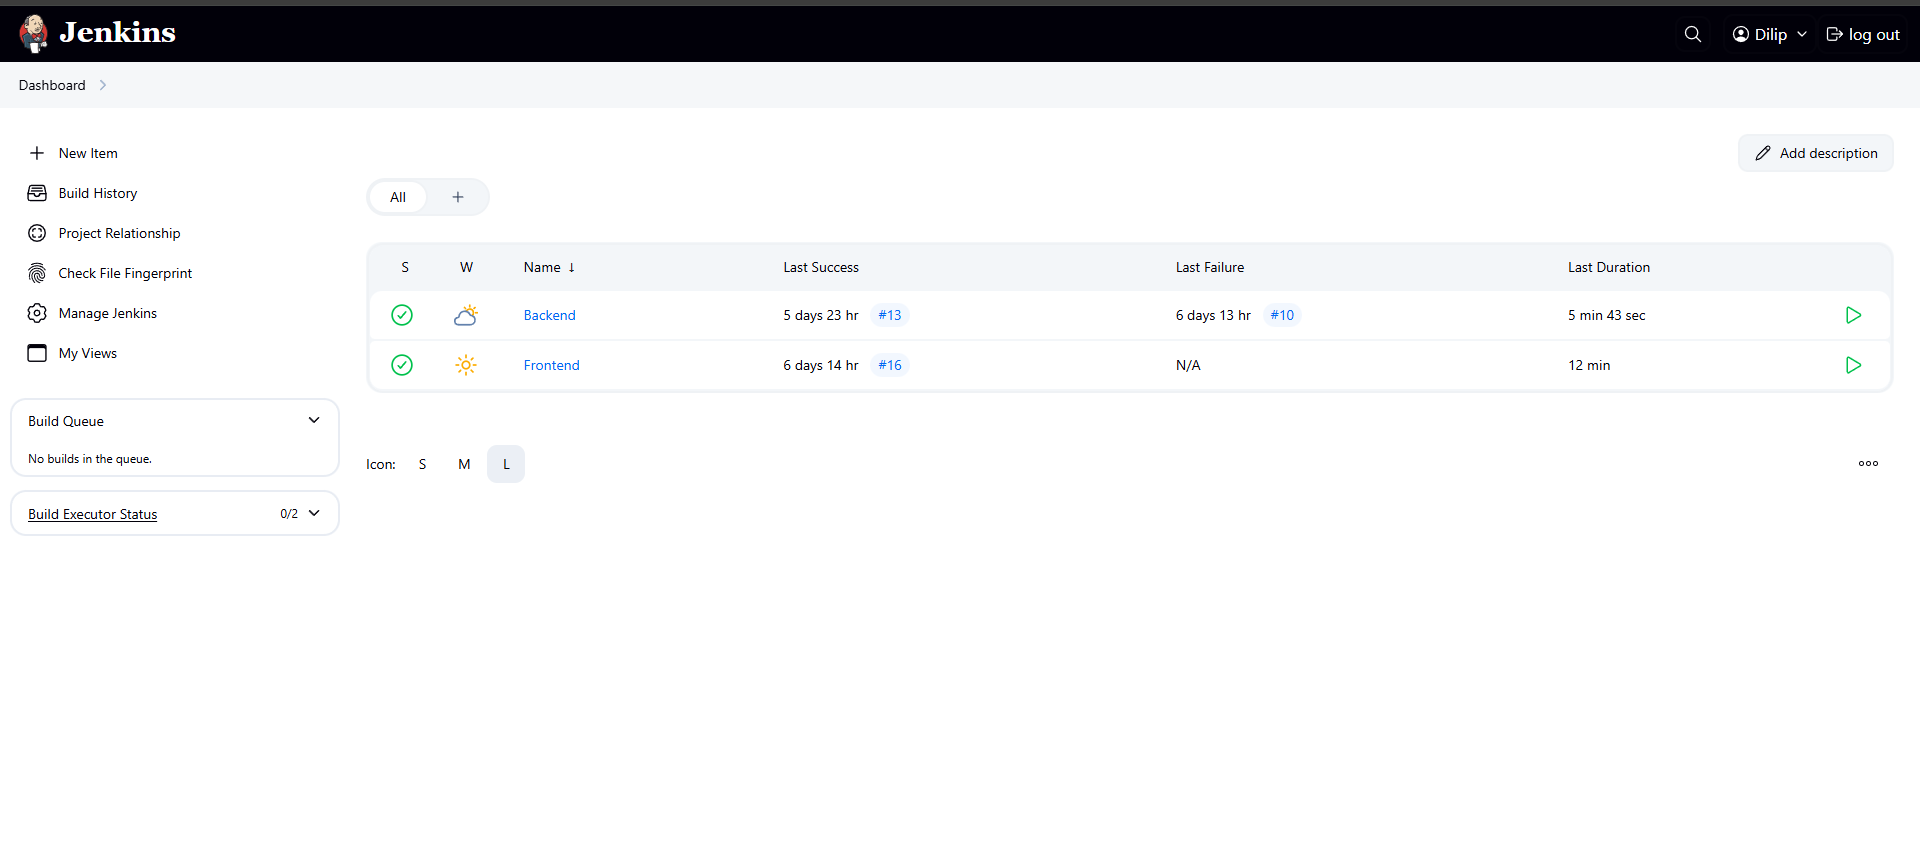 Jenkins
Dilip
log out
Dashboard
New Item
Build History
Project Relationship
Check File Fingerprint
Manage Jenkins
My Views
Build Queue
No builds in the queue.
Build Executor Status 0/2
Add description
All +
S W Name ↓ Last Success Last Failure Last Duration
Backend 5 days 23 hr #13 6 days 13 hr #10 5 min 43 sec
Frontend 6 days 14 hr #16 N/A 12 min
Icon: S M L